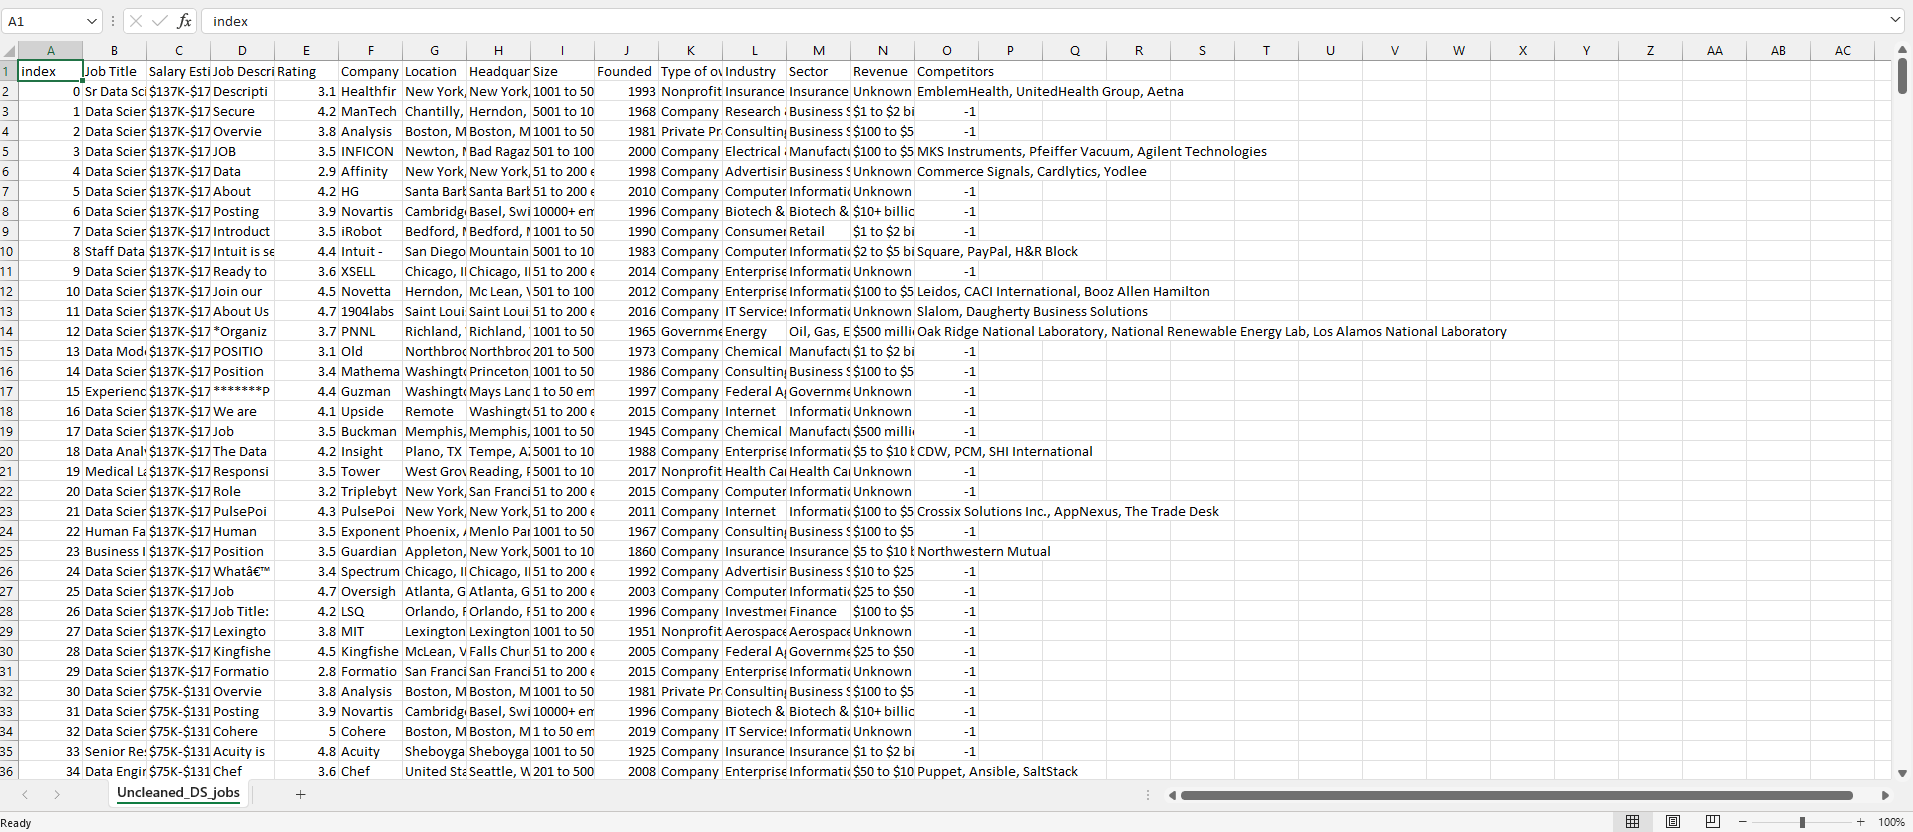 A1 fx index
A B C D E F G H I J K L M N O P Q R S T U V W X Y Z AA AB AC
1 index Job Title Salary Esti Job Descri Rating Company Location Headquar Size Founded Type of ov Industry Sector Revenue Competitors
2 0 Sr Data Sci $137K-$17 Descripti 3.1 Healthfir New York, New York, 1001 to 50 1993 Nonprofit Insurance Insurance Unknown EmblemHealth, UnitedHealth Group, Aetna
3 1 Data Scier $137K-$17 Secure 4.2 ManTech Chantilly, Herndon, 5001 to 10 1968 Company Research Business S $1 to $2 bi -1
4 2 Data Scier $137K-$17 Overvie 3.8 Analysis Boston, M Boston, M 1001 to 50 1981 Private Pr Consulting Business S $100 to $5 -1
5 3 Data Scier $137K-$17 JOB 3.5 INFICON Newton, Bad Ragaz 501 to 100 2000 Company Electrical Manufactu $100 to $5 MKS Instruments, Pfeiffer Vacuum, Agilent Technologies
6 4 Data Scier $137K-$17 Data 2.9 Affinity New York, New York, 51 to 200 e 1998 Company Advertisin Business S Unknown Commerce Signals, Cardlytics, Yodlee
7 5 Data Scier $137K-$17 About 4.2 HG Santa Bark Santa Bark 51 to 200 e 2010 Company Computer Informatic Unknown -1
8 6 Data Scier $137K-$17 Posting 3.9 Novartis Cambridge Basel, Swi 10000+ em 1996 Company Biotech & Biotech & $10+ billic -1
9 7 Data Scier $137K-$17 Introduct 3.5 iRobot Bedford, Bedford, 1001 to 50 1990 Company Consumer Retail $1 to $2 bi -1
10 8 Staff Data $137K-$17 Intuit is se 4.4 Intuit - San Diego Mountain 5001 to 10 1983 Company Computer Informatic $2 to $5 bi Square, PayPal, H&R Block
11 9 Data Scier $137K-$17 Ready to 3.6 XSELL Chicago, Il Chicago, Il 51 to 200 e 2014 Company Enterprise Informatic Unknown -1
12 10 Data Scier $137K-$17 Join our 4.5 Novetta Herndon, Mc Lean, 501 to 100 2012 Company Enterprise Informatic $100 to $5 Leidos, CACI International, Booz Allen Hamilton
13 11 Data Scier $137K-$17 About Us 4.7 1904labs Saint Loui Saint Loui 51 to 200 e 2016 Company IT Service Informatic Unknown Slalom, Daugherty Business Solutions
14 12 Data Scier $137K-$17 *Organiz 3.7 PNNL Richland, Richland, 1001 to 50 1965 Governme Energy Oil, Gas, E $500 milli Oak Ridge National Laboratory, National Renewable Energy Lab, Los Alamos National Laboratory
15 13 Data Mod $137K-$17 POSITIO 3.1 Old Northbroc Northbroc 201 to 500 1973 Company Chemical Manufactu $1 to $2 bi -1
16 14 Data Scier $137K-$17 Position 3.4 Mathema Washingt Princeton 1001 to 50 1986 Company Consulting Business S $100 to $5 -1
17 15 Experienc $137K-$17 *******P 4.4 Guzman Washingt Mays Lanc 1 to 50 em 1997 Company Federal A Governme Unknown -1
18 16 Data Scier $137K-$17 We are 4.1 Upside Remote Washingt 51 to 200 e 2015 Company Internet Informatic Unknown -1
19 17 Data Scier $137K-$17 Job 3.5 Buckman Memphis, Memphis, 1001 to 50 1945 Company Chemical Manufactu $500 milli -1
20 18 Data Anal $137K-$17 The Data 4.2 Insight Plano, TX Tempe, A 5001 to 10 1988 Company Enterprise Informatic $5 to $10 CDW, PCM, SHI International
21 19 Medical La $137K-$17 Responsi 3.5 Tower West Grov Reading, 5001 to 10 2017 Nonprofit Health Car Health Car Unknown -1
22 20 Data Scier $137K-$17 Role 3.2 Triplebyt New York, San Franci 51 to 200 e 2015 Company Computer Informatic Unknown -1
23 21 Data Scier $137K-$17 PulsePoi 4.3 PulsePoi New York, New York, 51 to 200 e 2011 Company Internet Informatic $100 to $5 Crossix Solutions Inc., AppNexus, The Trade Desk
24 22 Human Fa $137K-$17 Human 3.5 Exponent Phoenix, Menlo Par 1001 to 50 1967 Company Consulting Business S $100 to $5 -1
25 23 Business I $137K-$17 Position 3.5 Guardian Appleton, New York, 5001 to 10 1860 Company Insurance Insurance $5 to $10 Northwestern Mutual
26 24 Data Scier $137K-$17 Whatâ€™ 3.4 Spectrum Chicago, Il Chicago, Il 51 to 200 e 1992 Company Advertisin Business S $10 to $25 -1
27 25 Data Scier $137K-$17 Job 4.7 Oversigh Atlanta, G Atlanta, G 51 to 200 e 2003 Company Computer Informatic $25 to $50 -1
28 26 Data Scier $137K-$17 Job Title: 4.2 LSQ Orlando, F Orlando, F 51 to 200 e 1996 Company Investmer Finance $100 to $5 -1
29 27 Data Scier $137K-$17 Lexingto 3.8 MIT Lexington Lexington 1001 to 50 1951 Nonprofit Aerospace Aerospace Unknown -1
30 28 Data Scier $137K-$17 Kingfishe 4.5 Kingfishe McLean, V Falls Chur 51 to 200 e 2005 Company Federal A Governme $25 to $50 -1
31 29 Data Scier $137K-$17 Formatio 2.8 Formatio San Franci San Franci 51 to 200 e 2015 Company Enterprise Informatic Unknown -1
32 30 Data Scier $75K-$131 Overvie 3.8 Analysis Boston, M Boston, M 1001 to 50 1981 Private Pr Consulting Business S $100 to $5 -1
33 31 Data Scier $75K-$131 Posting 3.9 Novartis Cambridge Basel, Swi 10000+ em 1996 Company Biotech & Biotech & $10+ billic -1
34 32 Data Scier $75K-$131 Cohere 5 Cohere Boston, M Boston, M 1 to 50 em 2019 Company IT Service Informatic Unknown -1
35 33 Senior Re $75K-$131 Acuity is 4.8 Acuity Sheboyga Sheboyga 1001 to 50 1925 Company Insurance Insurance $1 to $2 bi -1
36 34 Data Engi $75K-$131 Chef 3.6 Chef United Sta Seattle, W 201 to 500 2008 Company Enterprise Informatic $50 to $10 Puppet, Ansible, SaltStack
Uncleaned_DS_jobs
Ready 100%